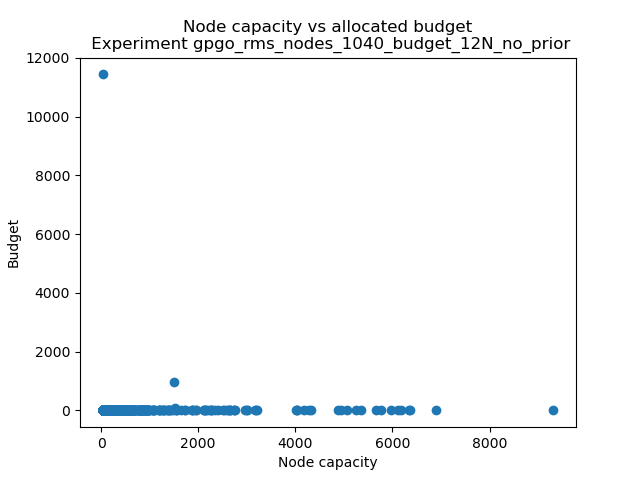 Node capacity vs allocated budget
Experiment gpgo_rms_nodes_1040_budget_12N_no_prior
12000
10000
8000
6000
4000
2000
0
Budget
0 2000 4000 6000 8000
Node capacity